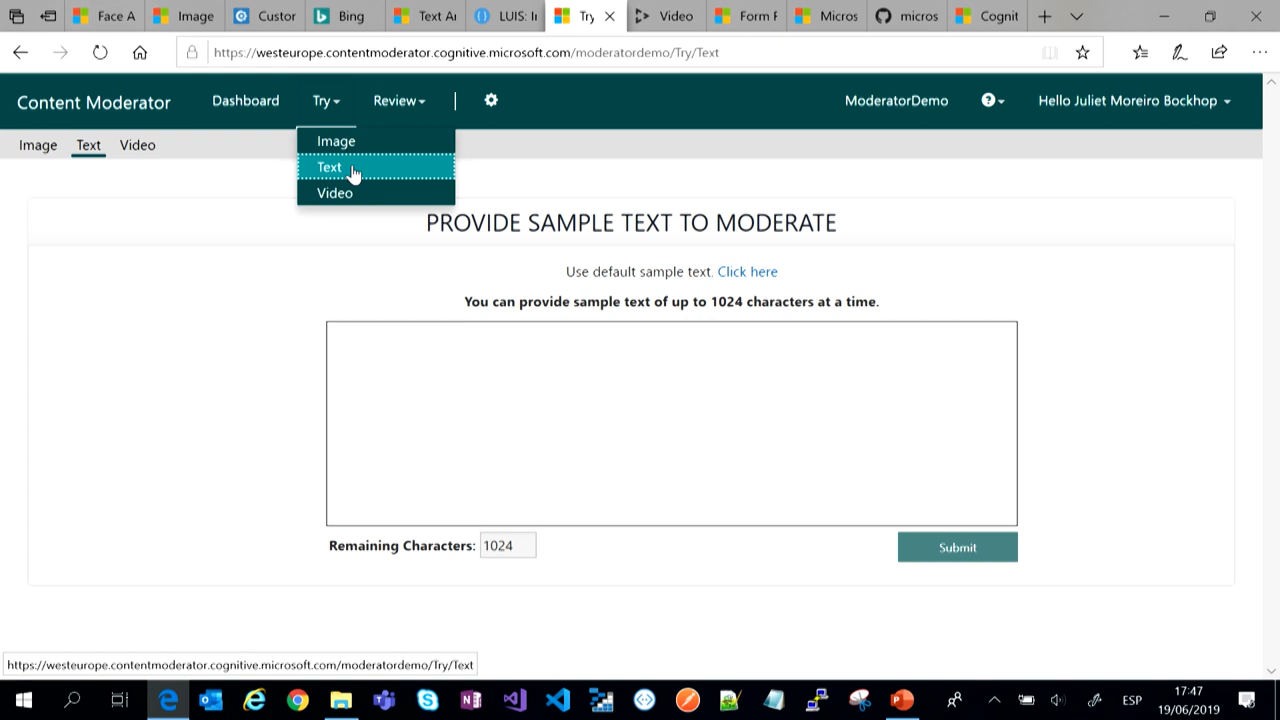 Face A
Image
Custor
Bing
Text Ar
LUIS: I
Try
Video
Form
Micros
micros
Cognit
https://westeurope.contentmoderator.cognitive.microsoft.com/moderatordemo/Try/Text
Content Moderator
Dashboard
Try
Review
ModeratorDemo
Hello Juliet Moreiro Bockhop
Image
Text
Video
Image
Text
Video
PROVIDE SAMPLE TEXT TO MODERATE
Use default sample text. Click here
You can provide sample text of up to 1024 characters at a time.
Remaining Characters: 1024
Submit
https://westeurope.contentmoderator.cognitive.microsoft.com/moderatordemo/Try/Text
ESP
17:47
19/06/2019